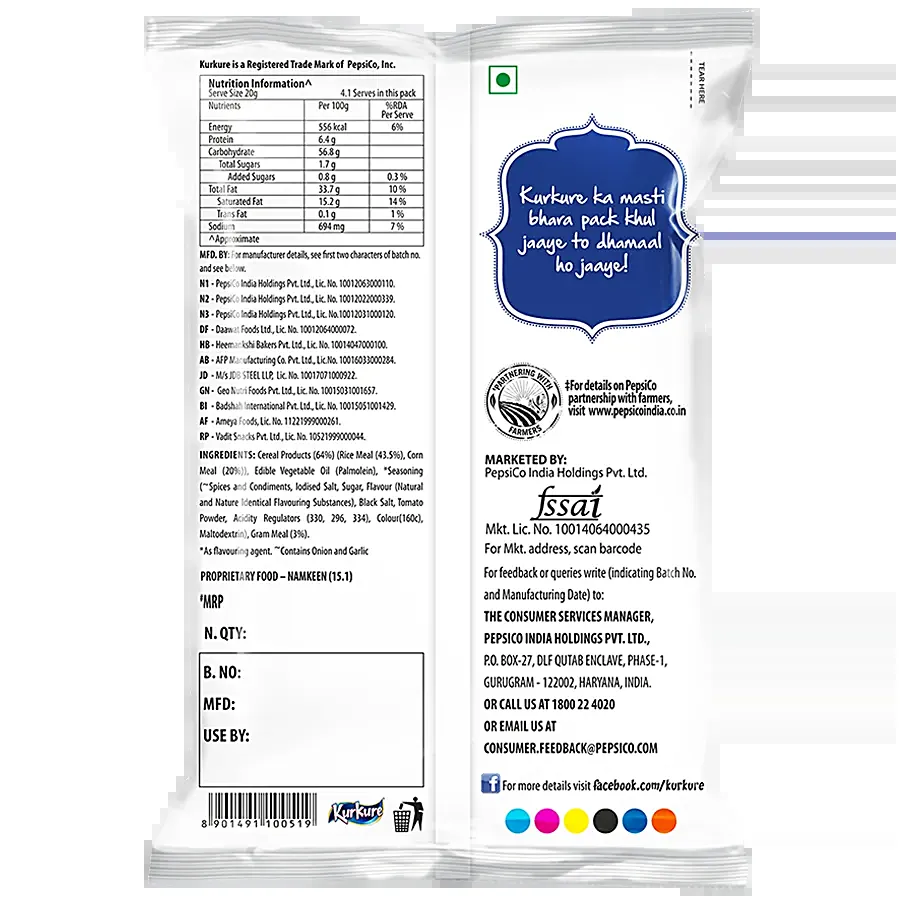 Kurkure is a Registered Trade Mark of PepsiCo, Inc.
Nutrition Information^
Serve Size 20g 4.1 Serves in this pack
Nutrients Per 100g %RDA Per Serve
Energy 556 kcal 6%
Protein 6.4 g
Carbohydrate 56.8 g
Total Sugars 1.7 g
Added Sugars 0.8 g 0.3 %
Total Fat 33.7 g 10 %
Saturated Fat 15.2 g 14 %
Trans Fat 0.1 g 1 %
Sodium 694 mg 7 %
^Approximate
MFD. BY: For manufacturer details, see first two characters of batch no.
and see below.
N1 - PepsiCo India Holdings Pvt. Ltd., Lic. No. 10012063000110.
N2 - PepsiCo India Holdings Pvt. Ltd., Lic. No. 10012022000339.
N3 - PepsiCo India Holdings Pvt. Ltd., Lic. No. 10012031000120.
DF - Daawat Foods Ltd., Lic. No. 10012064000072.
HB - Heemankshi Bakers Pvt. Ltd., Lic. No. 10014047000100.
AB - AFP Manufacturing Co. Pvt. Ltd., Lic.No. 10016033000284.
JD - M/s JDB STEEL LLP, Lic. No. 10017071000922.
GN - Geo Nutri Foods Pvt. Ltd., Lic. No. 10015031001657.
BI - Badshah International Pvt. Ltd., Lic. No. 10015051001429.
AF - Ameya Foods, Lic. No. 11221999000261.
RP - Vadit Snacks Pvt. Ltd., Lic. No. 10521999000044.
INGREDIENTS: Cereal Products (64%) (Rice Meal (43.5%), Corn
Meal (20%)), Edible Vegetable Oil (Palmolein), *Seasoning
(~Spices and Condiments, Iodised Salt, Sugar, Flavour (Natural
and Nature Identical Flavouring Substances), Black Salt, Tomato
Powder, Acidity Regulators (330, 296, 334), Colour(160c),
Maltodextrin), Gram Meal (3%).
*As flavouring agent. ~Contains Onion and Garlic
PROPRIETARY FOOD – NAMKEEN (15.1)
#MRP
N. QTY:
B. NO:
MFD:
USE BY:
8 901491 100519
Kurkure
TEAR HERE
Kurkure ka masti
bhara pack khul
jaaye to dhamaal
ho jaaye!
‡PARTNERING WITH
FARMERS
‡For details on PepsiCo
partnership with farmers,
visit www.pepsicoindia.co.in
MARKETED BY:
PepsiCo India Holdings Pvt. Ltd.
fssai
Mkt. Lic. No. 10014064000435
For Mkt. address, scan barcode
For feedback or queries write (indicating Batch No.
and Manufacturing Date) to:
THE CONSUMER SERVICES MANAGER,
PEPSICO INDIA HOLDINGS PVT. LTD.,
P.O. BOX-27, DLF QUTAB ENCLAVE, PHASE-1,
GURUGRAM - 122002, HARYANA, INDIA.
OR CALL US AT 1800 22 4020
OR EMAIL US AT
CONSUMER.FEEDBACK@PEPSICO.COM
f For more details visit facebook.com/kurkure